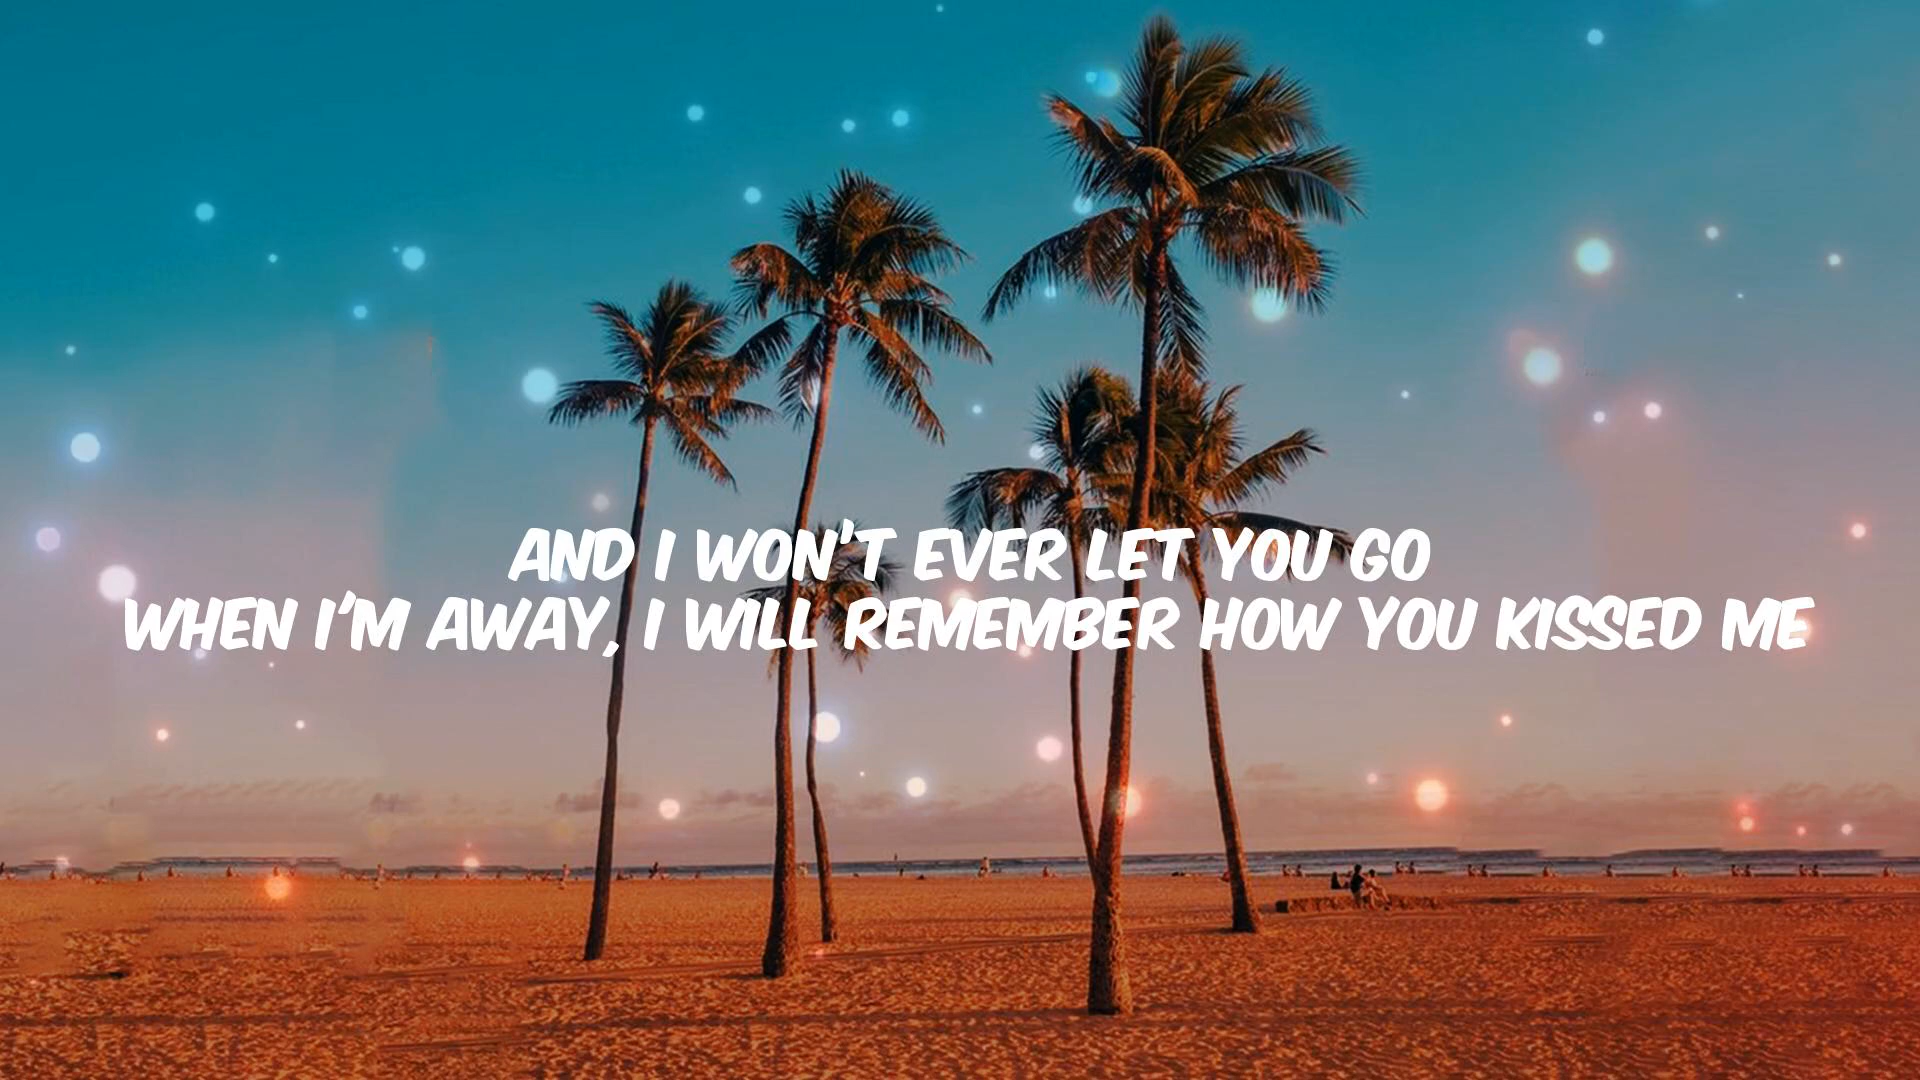 AND I WON'T EVER LET YOU GO
WHEN I'M AWAY, I WILL REMEMBER HOW YOU KISSED ME